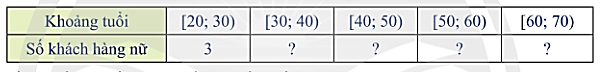 Khoảng tuổi [20; 30) [30; 40) [40; 50) [50; 60) [60; 70)
Số khách hàng nữ 3 ? ? ? ?